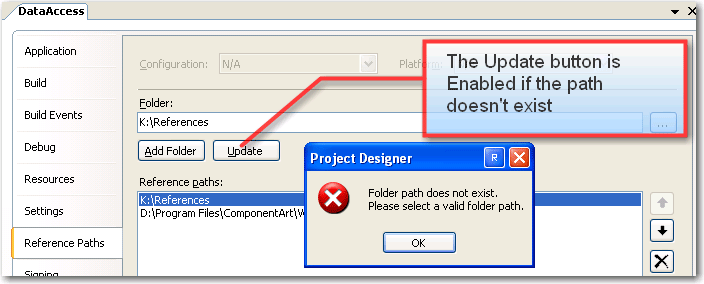 DataAccess
Application
Build
Build Events
Debug
Resources
Settings
Reference Paths
Signing
Configuration: N/A
The Update button is
Enabled if the path
doesn't exist
Folder:
K:\References
...
Add Folder
Update
Reference paths:
K:\References
D:\Program Files\ComponentArt\
Project Designer
R
Folder path does not exist.
Please select a valid folder path.
OK